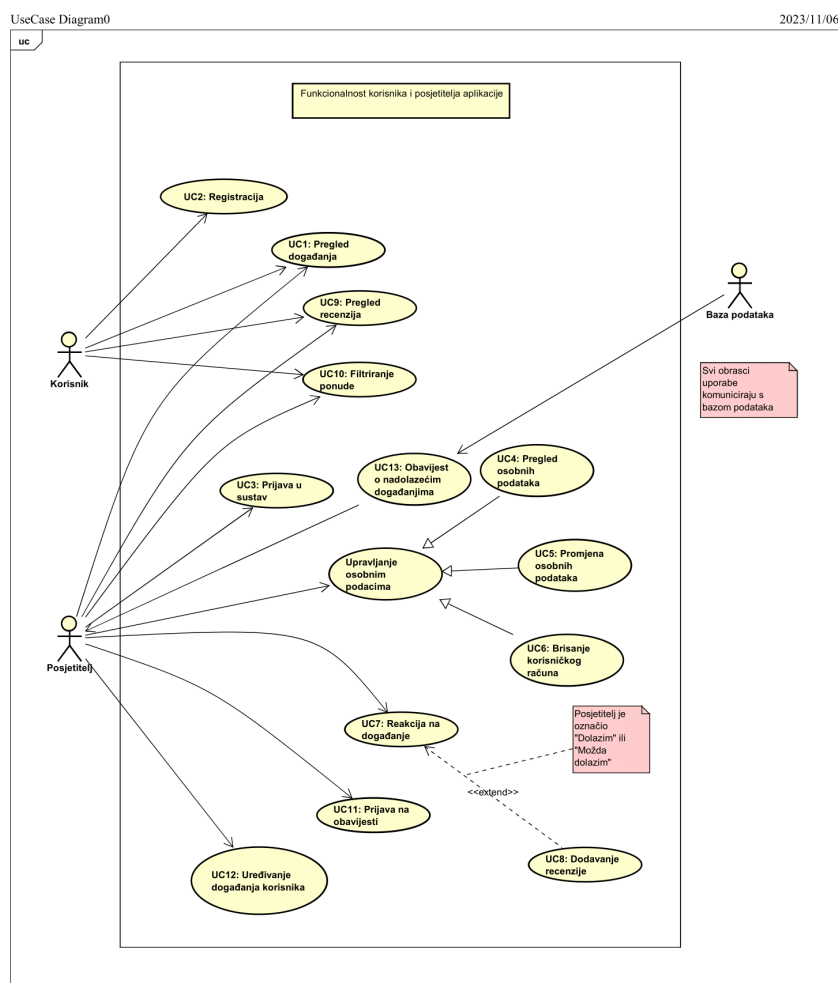 UseCase Diagram0
2023/11/06
uc
Funkcionalnost korisnika i posjetitelja aplikacije
UC2: Registracija
UC1: Pregled
događanja
UC9: Pregled
recenzija
UC10: Filtriranje
ponude
Korisnik
Baza podataka
Svi obrasci
uporabe
komuniciraju s
bazom podataka
UC3: Prijava u
sustav
UC13: Obavijest
o nadolazećim
događanjima
UC4: Pregled
osobnih
podataka
Upravljanje
osobnim
podacima
UC5: Promjena
osobnih
podataka
UC6: Brisanje
korisničkog
računa
Posjetitelj
UC7: Reakcija na
događanje
Posjetitelj je
označio
"Dolazim" ili
"Možda
dolazim"
<<extend>>
UC11: Prijava na
obavijesti
UC12: Uređivanje
događanja korisnika
UC8: Dodavanje
recenzije